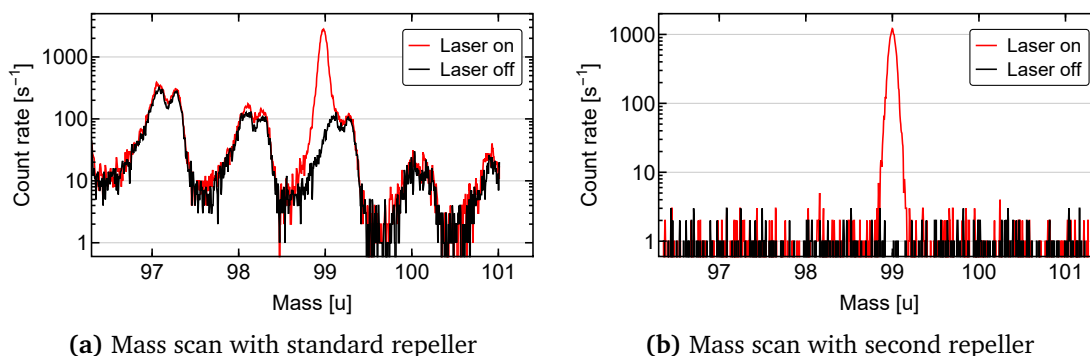 Count rate [s⁻¹]
1000
100
10
1
97 98 99 100 101
Mass [u]
Laser on
Laser off
(a) Mass scan with standard repeller
Count rate [s⁻¹]
1000
100
10
1
97 98 99 100 101
Mass [u]
Laser on
Laser off
(b) Mass scan with second repeller